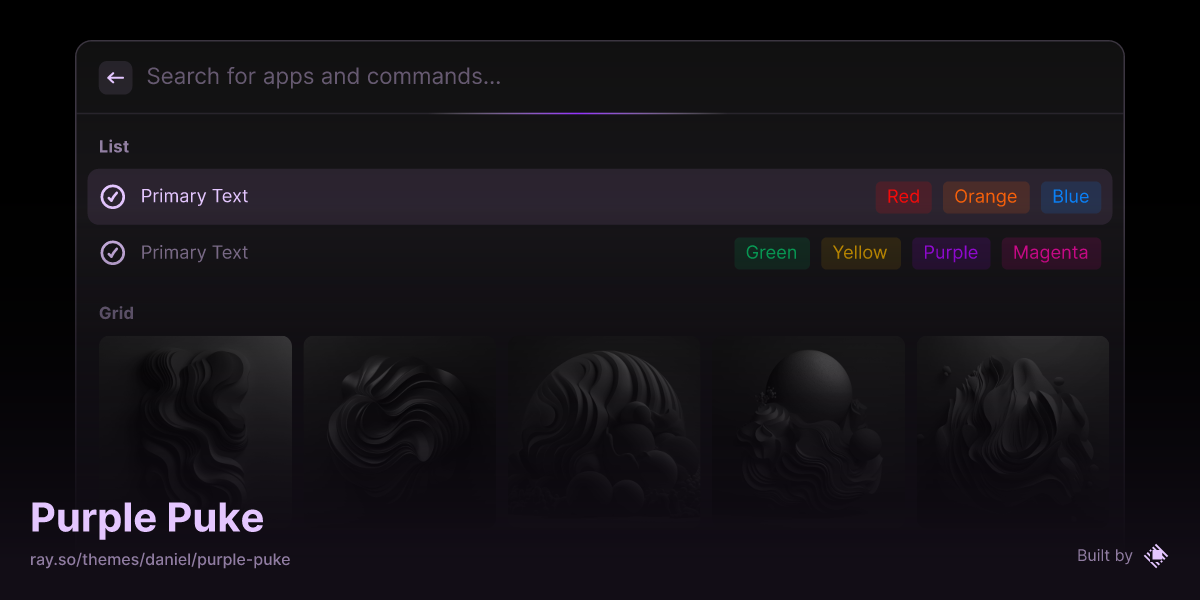 Search for apps and commands...
List
Primary Text Red Orange Blue
Primary Text Green Yellow Purple Magenta
Grid
Purple Puke
ray.so/themes/daniel/purple-puke
Built by